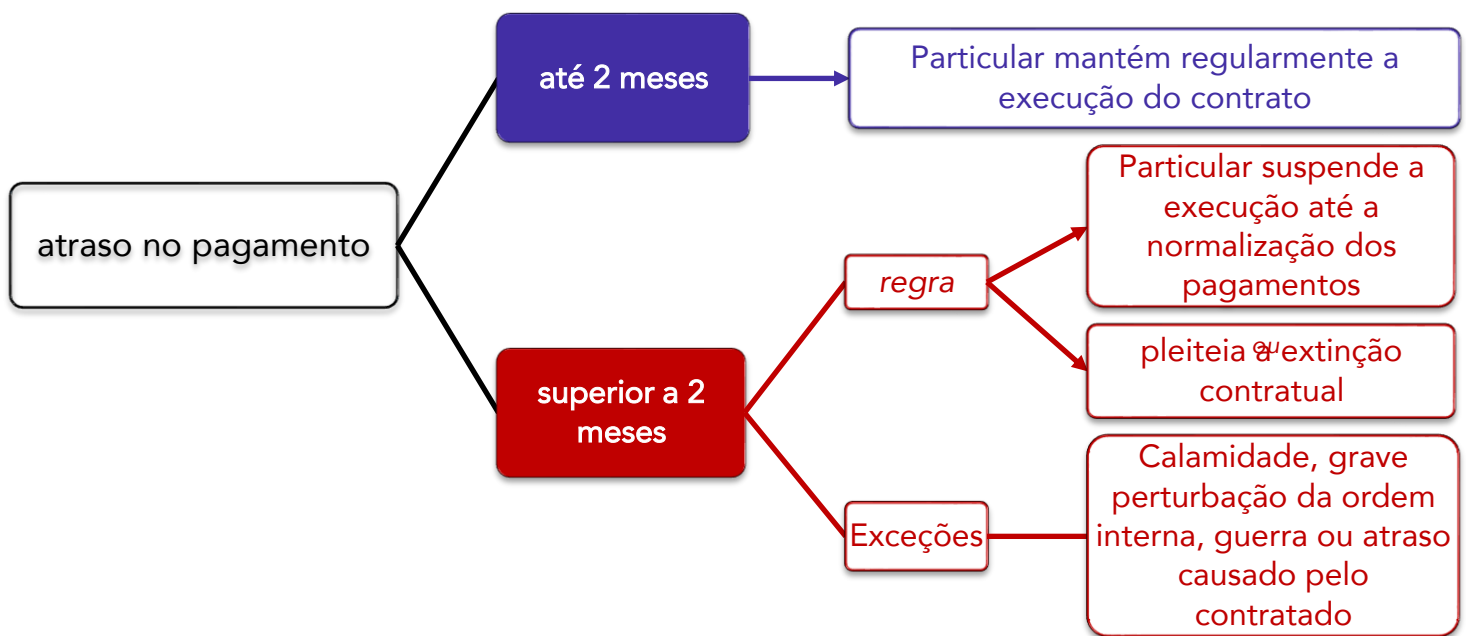 até 2 meses
Particular mantém regularmente a
execução do contrato
atraso no pagamento
Particular suspende a
execução até a
normalização dos
pagamentos
regra
ou
pleiteia a extinção
contratual
superior a 2
meses
Exceções
Calamidade, grave
perturbação da ordem
interna, guerra ou atraso
causado pelo
contratado